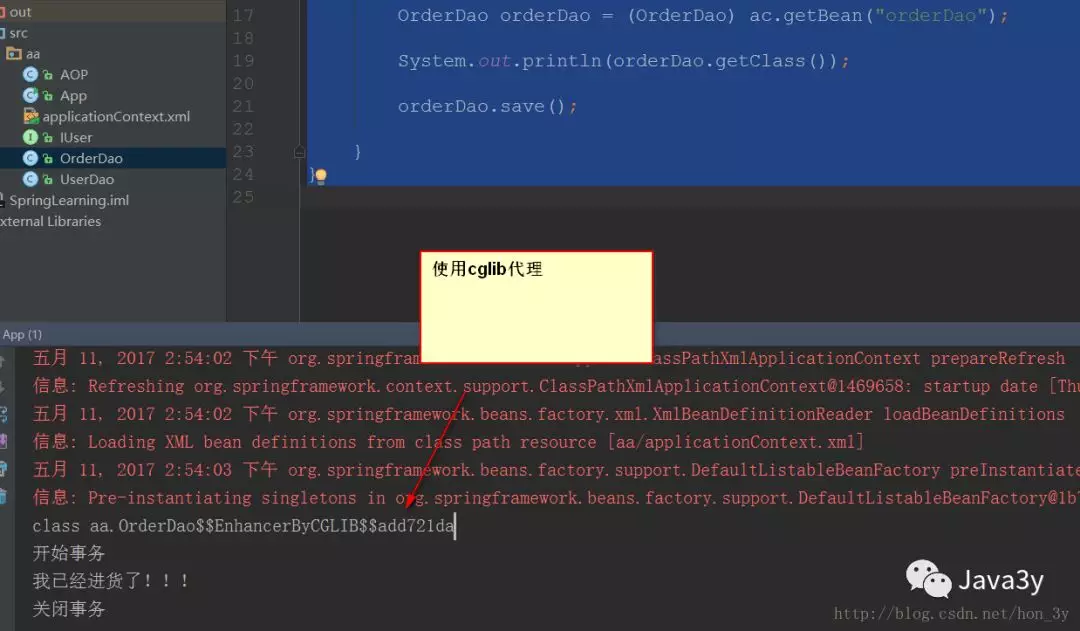 out
src
aa
AOP
App
applicationContext.xml
IUser
OrderDao
UserDao
SpringLearning.iml
xternal Libraries
17 OrderDao orderDao = (OrderDao) ac.getBean("orderDao");
18
19 System.out.println(orderDao.getClass());
20
21 orderDao.save();
22
23 }
24 }
25
使用cglib代理
App (1)
五月 11, 2017 2:54:02 下午 org.springfram assPathXmlApplicationContext prepareRefresh
信息: Refreshing org.springframework.context.support.ClassPathXmlApplicationContext@1469658: startup date [Thu
五月 11, 2017 2:54:02 下午 org.springframework.beans.factory.xml.XmlBeanDefinitionReader loadBeanDefinitions
信息: Loading XML bean definitions from class path resource [aa/applicationContext.xml]
五月 11, 2017 2:54:03 下午 org.springframework.beans.factory.support.DefaultListableBeanFactory preInstantiate
信息: Pre-instantiating singletons in org.springframework.beans.factory.support.DefaultListableBeanFactory@1b7
class aa.OrderDao$$EnhancerByCGLIB$$add721da
开始事务
我已经进货了！！！
关闭事务
Java3y
http://blog.csdn.net/hon_3y